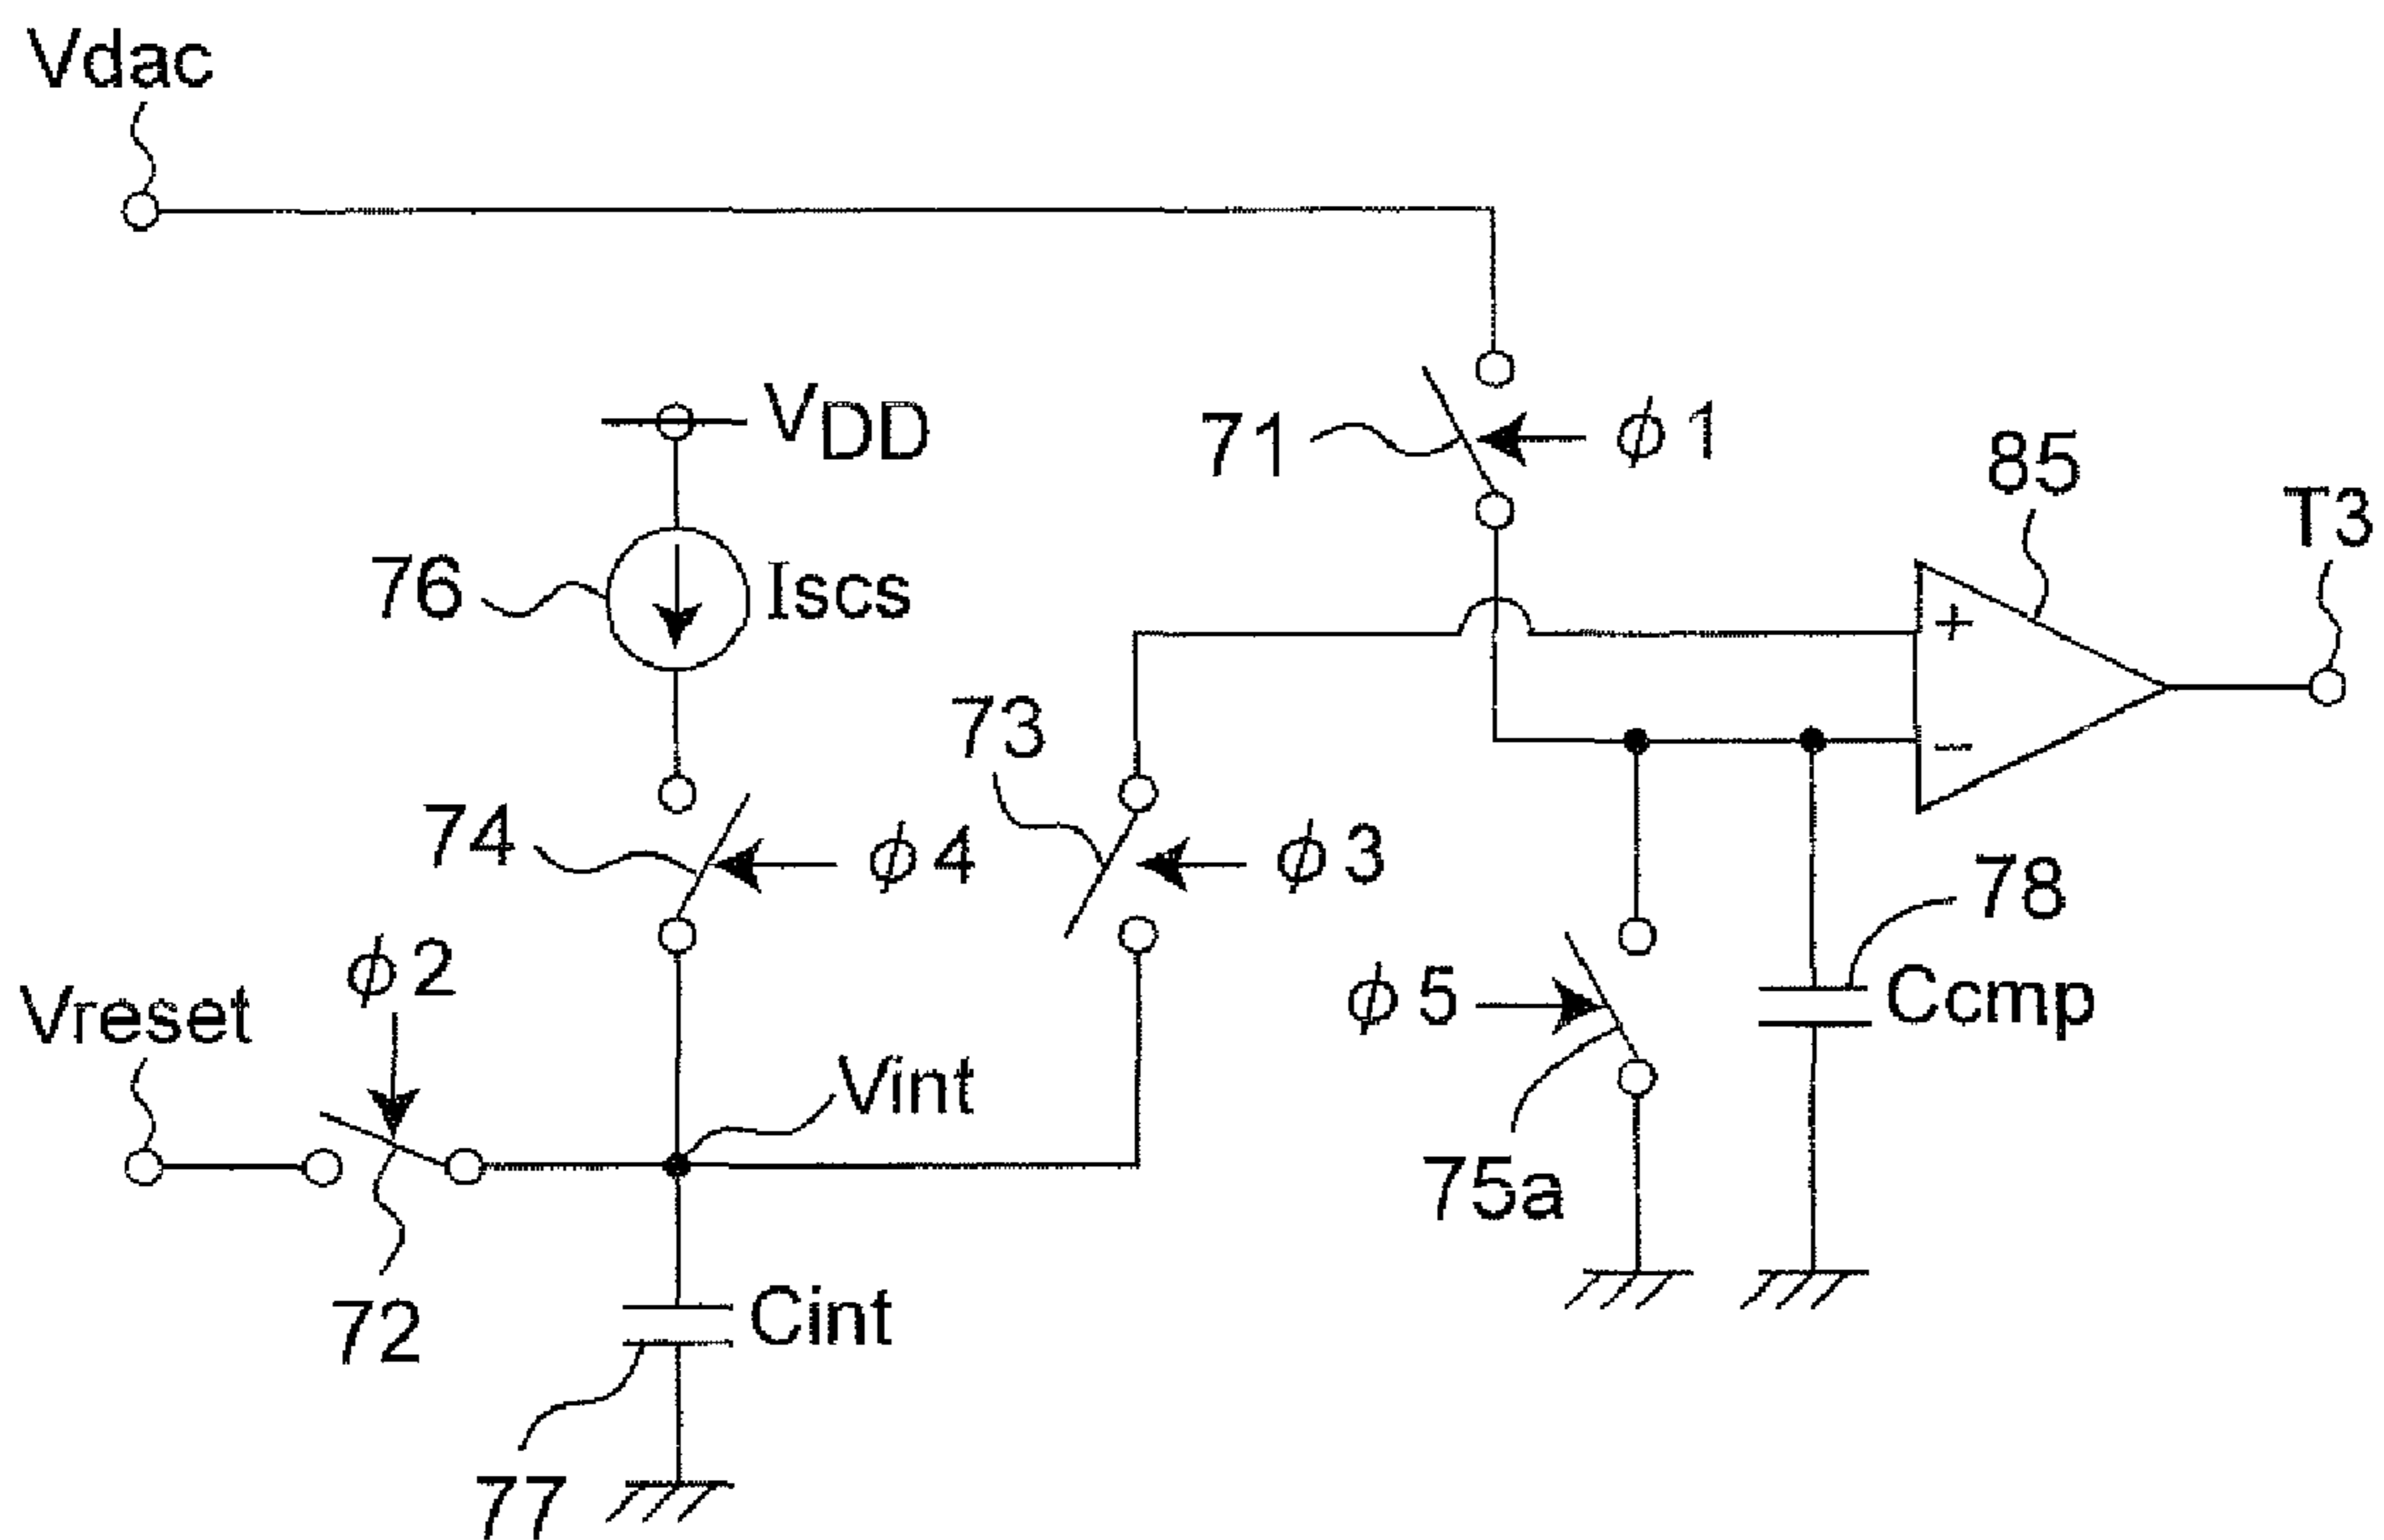 Vdac
VDD
71
ϕ1
85
T3
76
Iscs
+
73
−
74
ϕ4
ϕ3
78
ϕ2
Vreset
ϕ5
Ccmp
Vint
75a
72
Cint
77